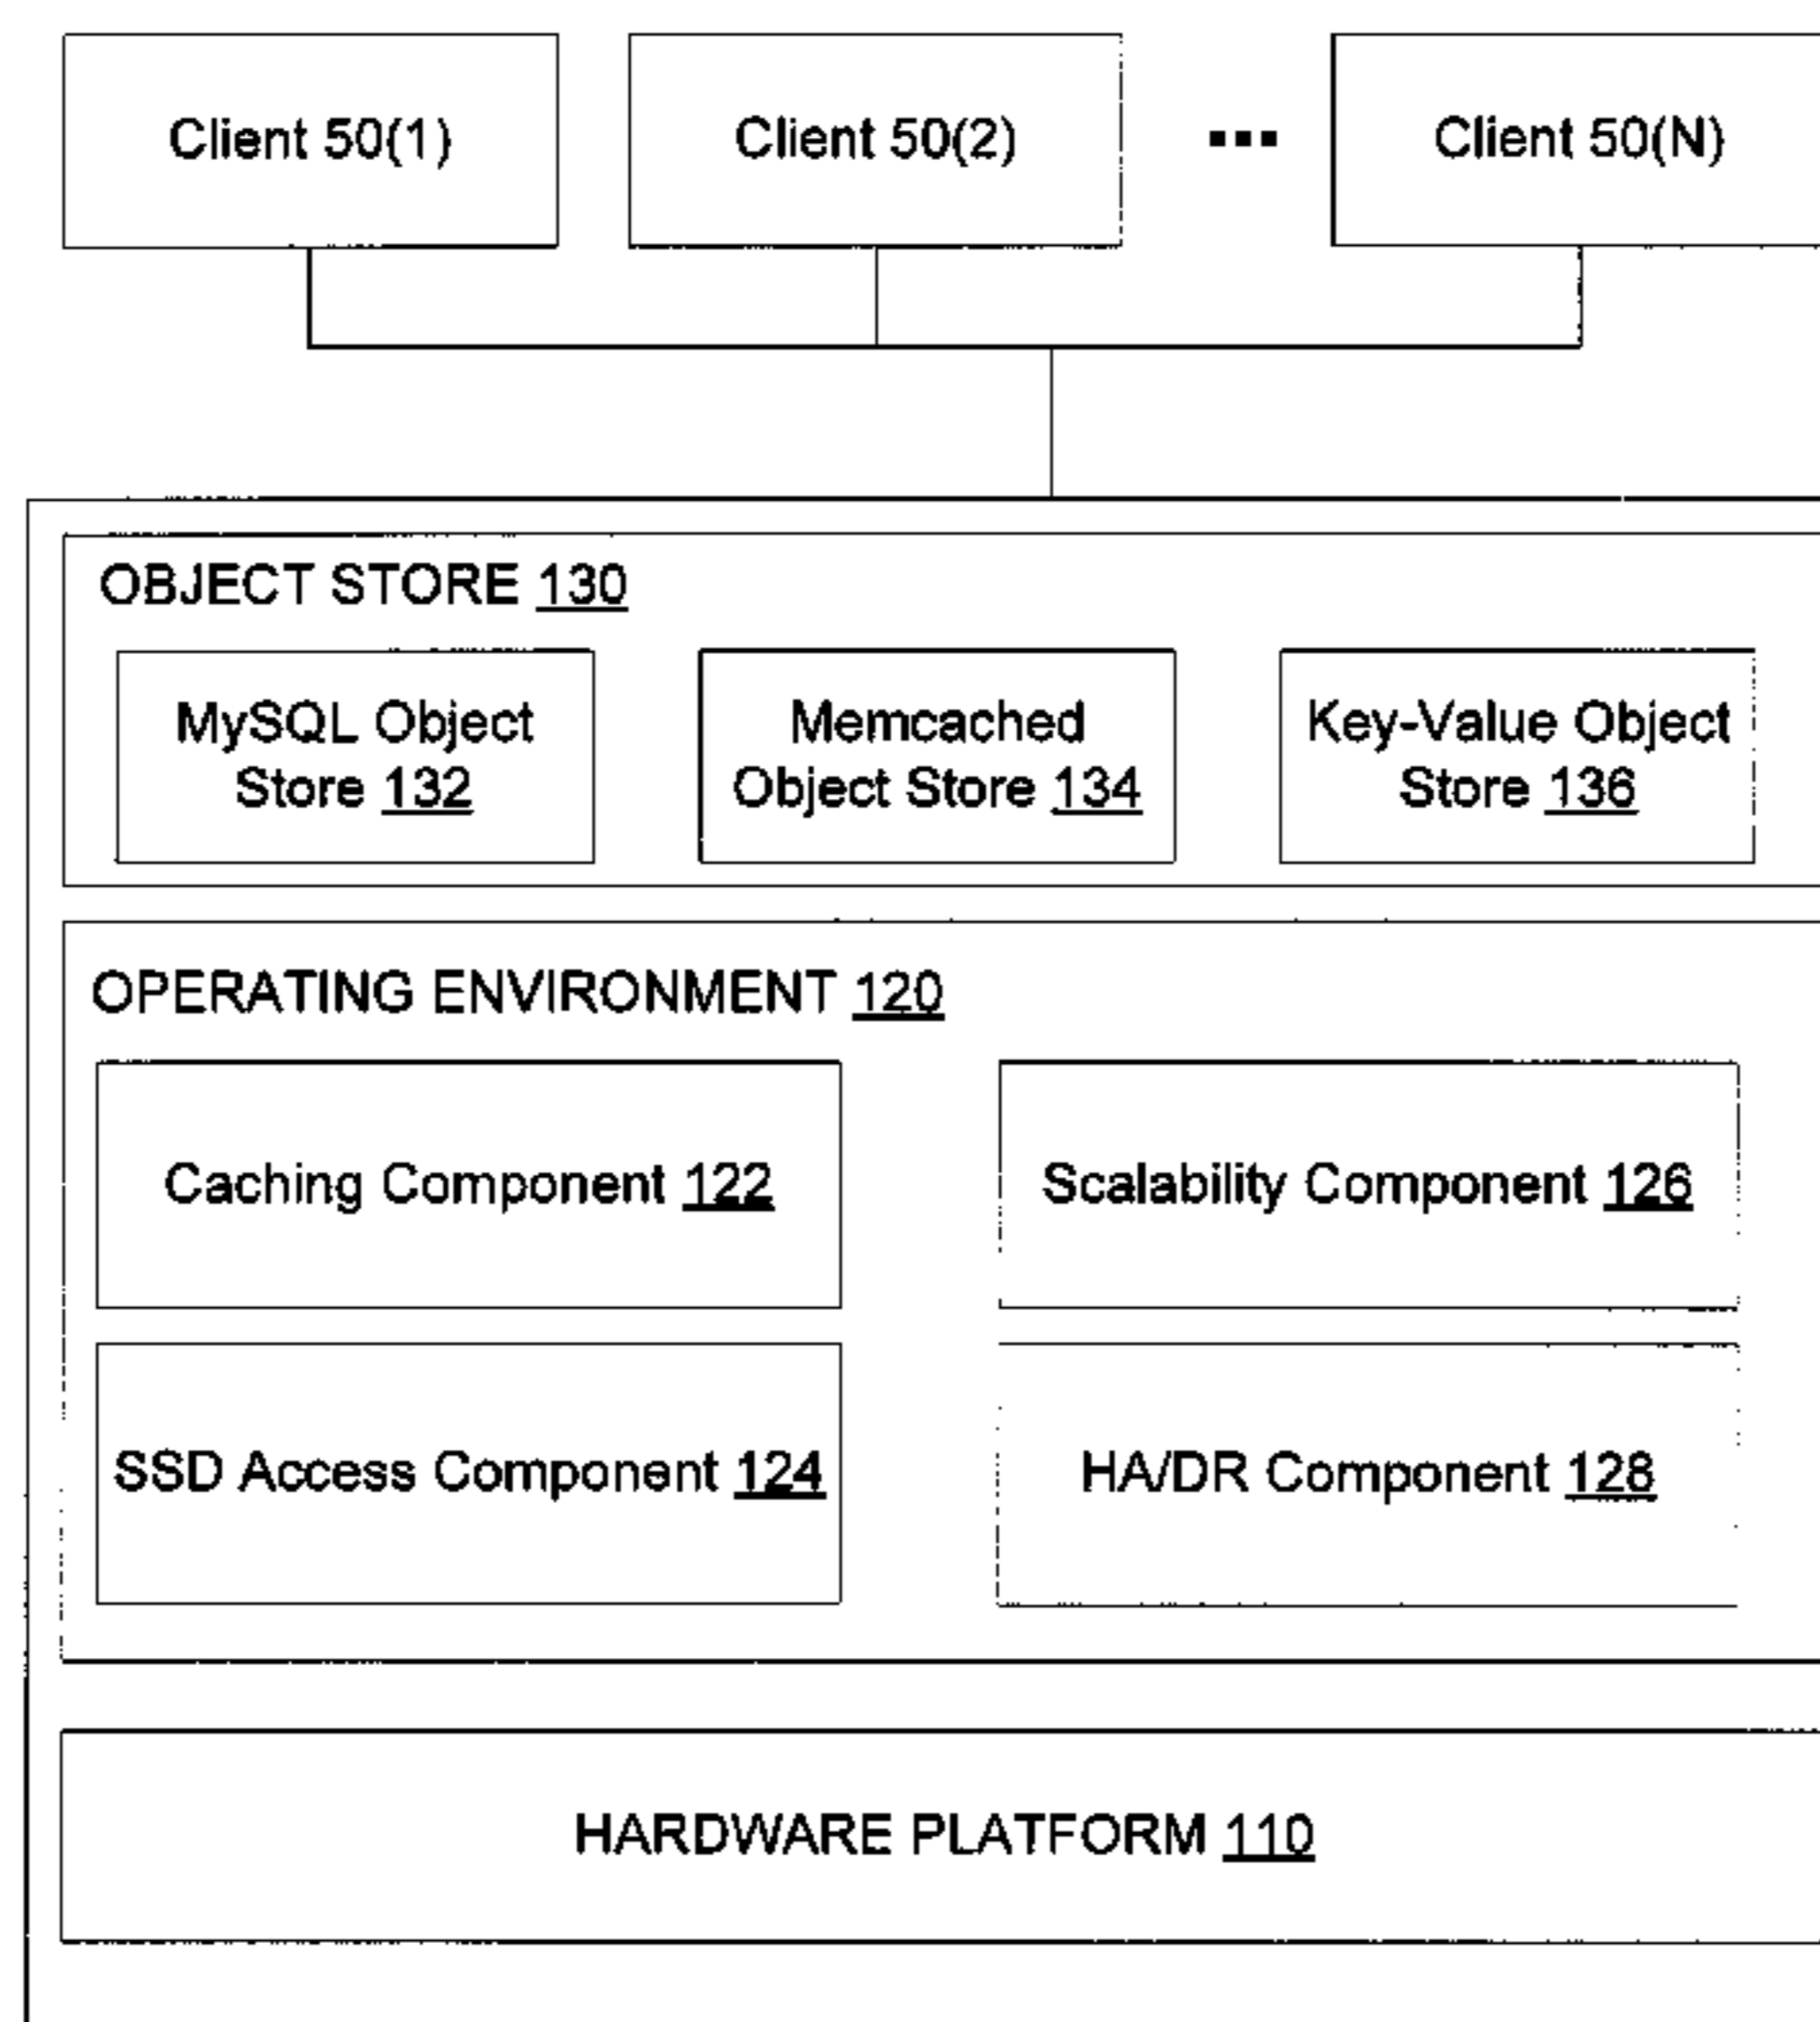 Client 50(1)
Client 50(2)
...
Client 50(N)
OBJECT STORE 130
MySQL Object
Store 132
Memcached
Object Store 134
Key-Value Object
Store 136
OPERATING ENVIRONMENT 120
Caching Component 122
Scalability Component 126
SSD Access Component 124
HA/DR Component 128
HARDWARE PLATFORM 110